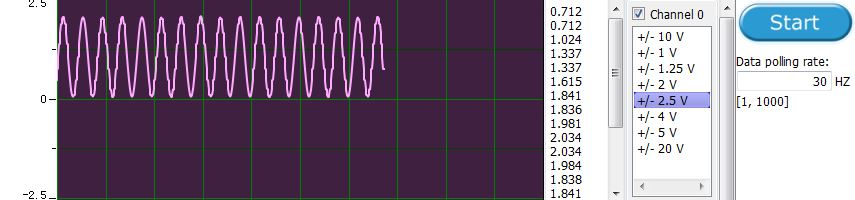 2.5
0
-2.5
0.712
0.712
1.024
1.337
1.337
1.615
1.841
1.836
1.981
2.034
2.034
1.984
1.838
1.841
Channel 0
+/- 10 V
+/- 1 V
+/- 1.25 V
+/- 2 V
+/- 2.5 V
+/- 4 V
+/- 5 V
+/- 20 V
Start
Data polling rate:
30 HZ
[1, 1000]